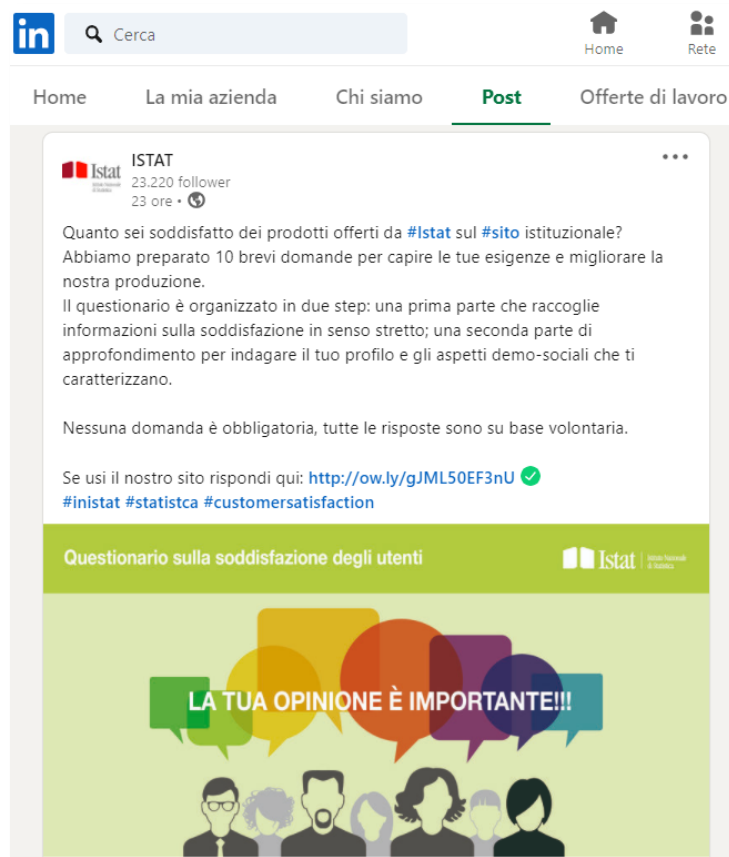 in
Cerca
Home
Rete
Home La mia azienda Chi siamo Post Offerte di lavoro
Istat
ISTAT
23.220 follower
23 ore •
Quanto sei soddisfatto dei prodotti offerti da #Istat sul #sito istituzionale?
Abbiamo preparato 10 brevi domande per capire le tue esigenze e migliorare la
nostra produzione.
Il questionario è organizzato in due step: una prima parte che raccoglie
informazioni sulla soddisfazione in senso stretto; una seconda parte di
approfondimento per indagare il tuo profilo e gli aspetti demo-sociali che ti
caratterizzano.
Nessuna domanda è obbligatoria, tutte le risposte sono su base volontaria.
Se usi il nostro sito rispondi qui: http://ow.ly/gJML50EF3nU
#inistat #statistca #customersatisfaction
Questionario sulla soddisfazione degli utenti
Istat
LA TUA OPINIONE È IMPORTANTE!!!